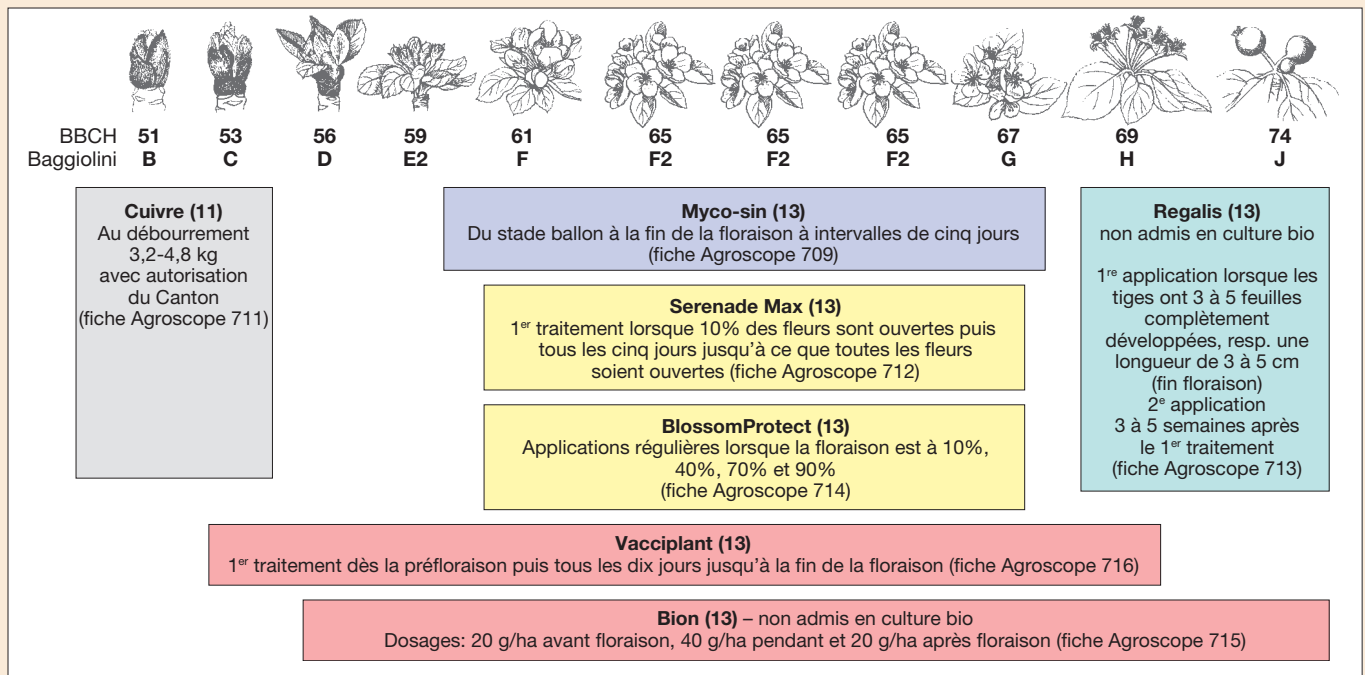 BBCH 51 53 56 59 61 65 65 65 67 69 74
Baggiolini B C D E2 F F2 F2 F2 G H J
Cuivre (11)
Au débourrement
3,2-4,8 kg
avec autorisation
du Canton
(fiche Agroscope 711)
Myco-sin (13)
Du stade ballon à la fin de la floraison à intervalles de cinq jours
(fiche Agroscope 709)
Serenade Max (13)
1er traitement lorsque 10% des fleurs sont ouvertes puis
tous les cinq jours jusqu'à ce que toutes les fleurs
soient ouvertes (fiche Agroscope 712)
BlossomProtect (13)
Applications régulières lorsque la floraison est à 10%,
40%, 70% et 90%
(fiche Agroscope 714)
Regalis (13)
non admis en culture bio
1re application lorsque les
tiges ont 3 à 5 feuilles
complètement
développées, resp. une
longueur de 3 à 5 cm
(fin floraison)
2e application
3 à 5 semaines après
le 1er traitement
(fiche Agroscope 713)
Vacciplant (13)
1er traitement dès la préfloraison puis tous les dix jours jusqu'à la fin de la floraison (fiche Agroscope 716)
Bion (13) – non admis en culture bio
Dosages: 20 g/ha avant floraison, 40 g/ha pendant et 20 g/ha après floraison (fiche Agroscope 715)